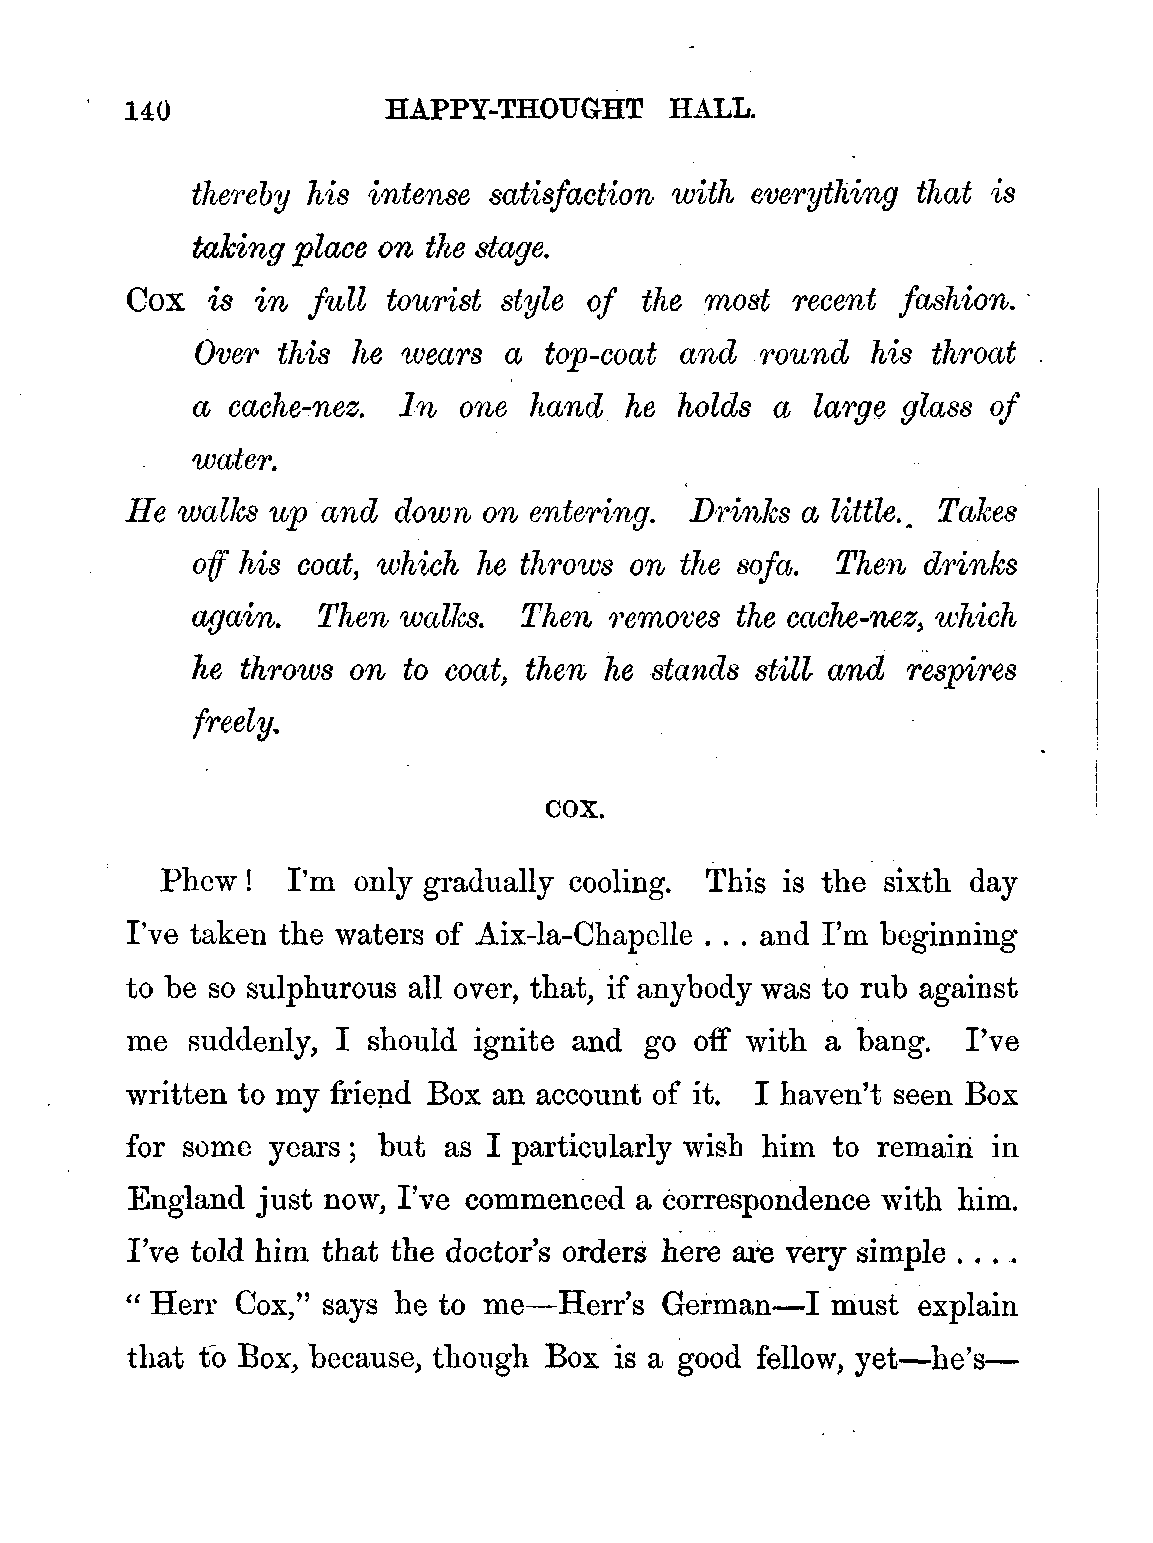 140 HAPPY-THOUGHT HALL.
thereby his intense satisfaction with everything that is
taking place on the stage.
Cox is in full tourist style of the most recent fashion.
Over this he wears a top-coat and round his throat
a cache-nez. In one hand he holds a large glass of
water.
He walks up and down on entering. Drinks a little. Takes
off his coat, which he throws on the sofa. Then drinks
again. Then walks. Then removes the cache-nez, which
he throws on to coat, then he stands still and respires
freely.
COX.
Phew! I'm only gradually cooling. This is the sixth day
I've taken the waters of Aix-la-Chapelle . . . and I'm beginning
to be so sulphurous all over, that, if anybody was to rub against
me suddenly, I should ignite and go off with a bang. I've
written to my friend Box an account of it. I haven't seen Box
for some years; but as I particularly wish him to remain in
England just now, I've commenced a correspondence with him.
I've told him that the doctor's orders here are very simple . . . .
"Herr Cox," says he to me—Herr's German—I must explain
that to Box, because, though Box is a good fellow, yet—he's—